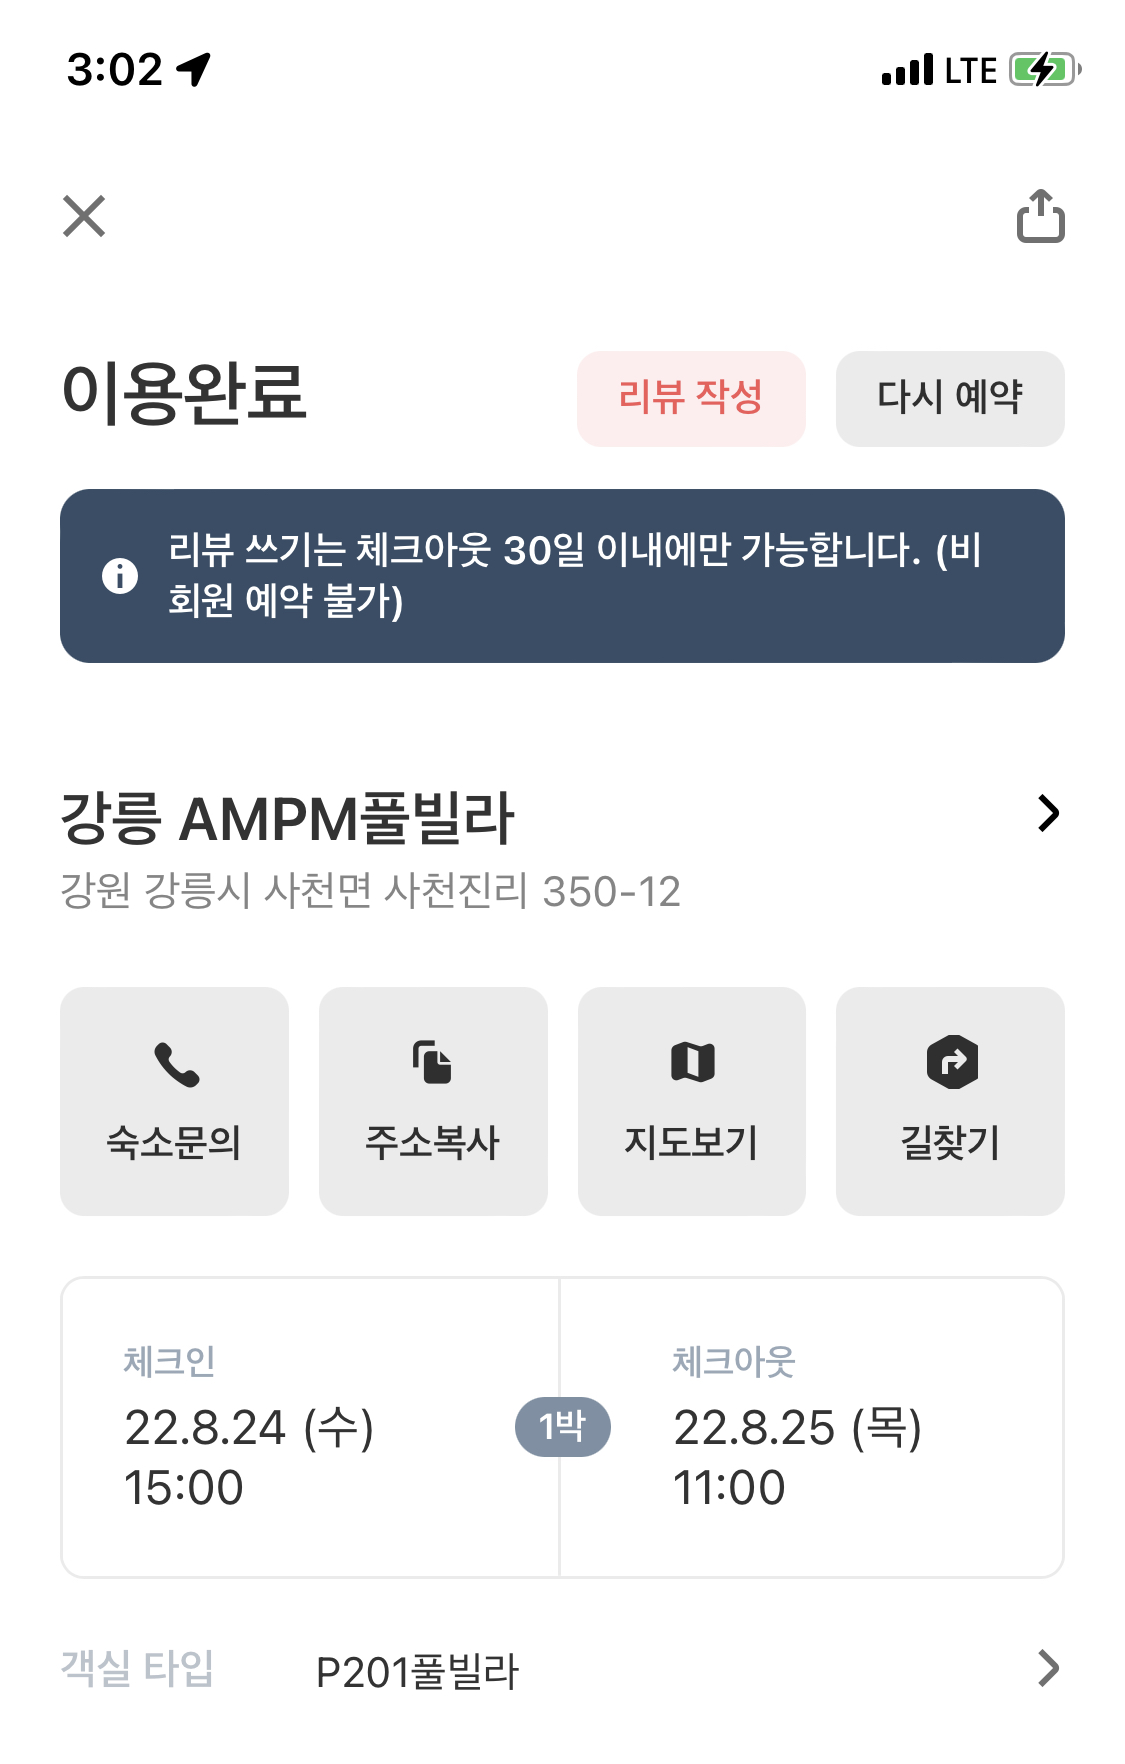 3:02 LTE
이용완료 리뷰 작성 다시 예약
리뷰 쓰기는 체크아웃 30일 이내에만 가능합니다. (비
회원 예약 불가)
강릉 AMPM풀빌라
강원 강릉시 사천면 사천진리 350-12
숙소문의 주소복사 지도보기 길찾기
체크인 체크아웃
22.8.24 (수) 1박 22.8.25 (목)
15:00 11:00
객실 타입 P201풀빌라